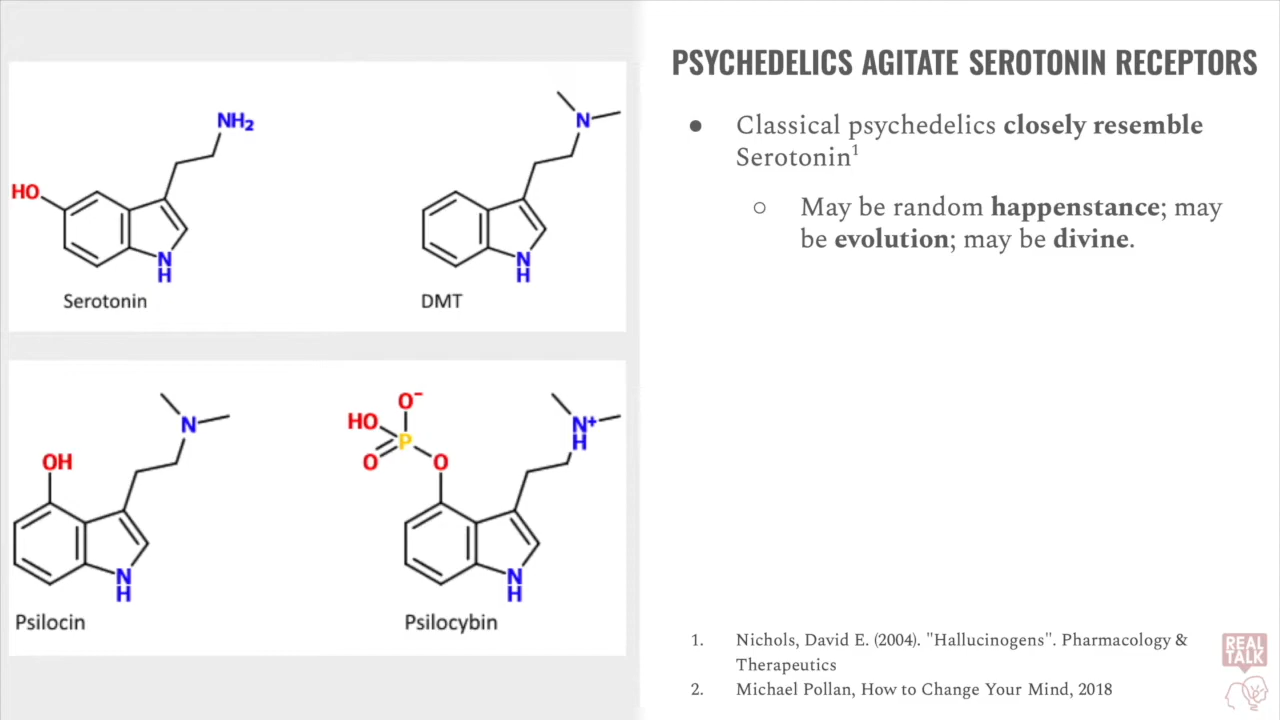 PSYCHEDELICS AGITATE SEROTONIN RECEPTORS
● Classical psychedelics closely resemble
Serotonin¹
○ May be random happenstance; may
be evolution; may be divine.
NH₂
HO
N
H
Serotonin
N
N
H
DMT
N
OH
N
H
Psilocin
O⁻
HO
P
O
O
N⁺
H
N
H
Psilocybin
1. Nichols, David E. (2004). "Hallucinogens". Pharmacology &
Therapeutics
2. Michael Pollan, How to Change Your Mind, 2018
REAL
TALK